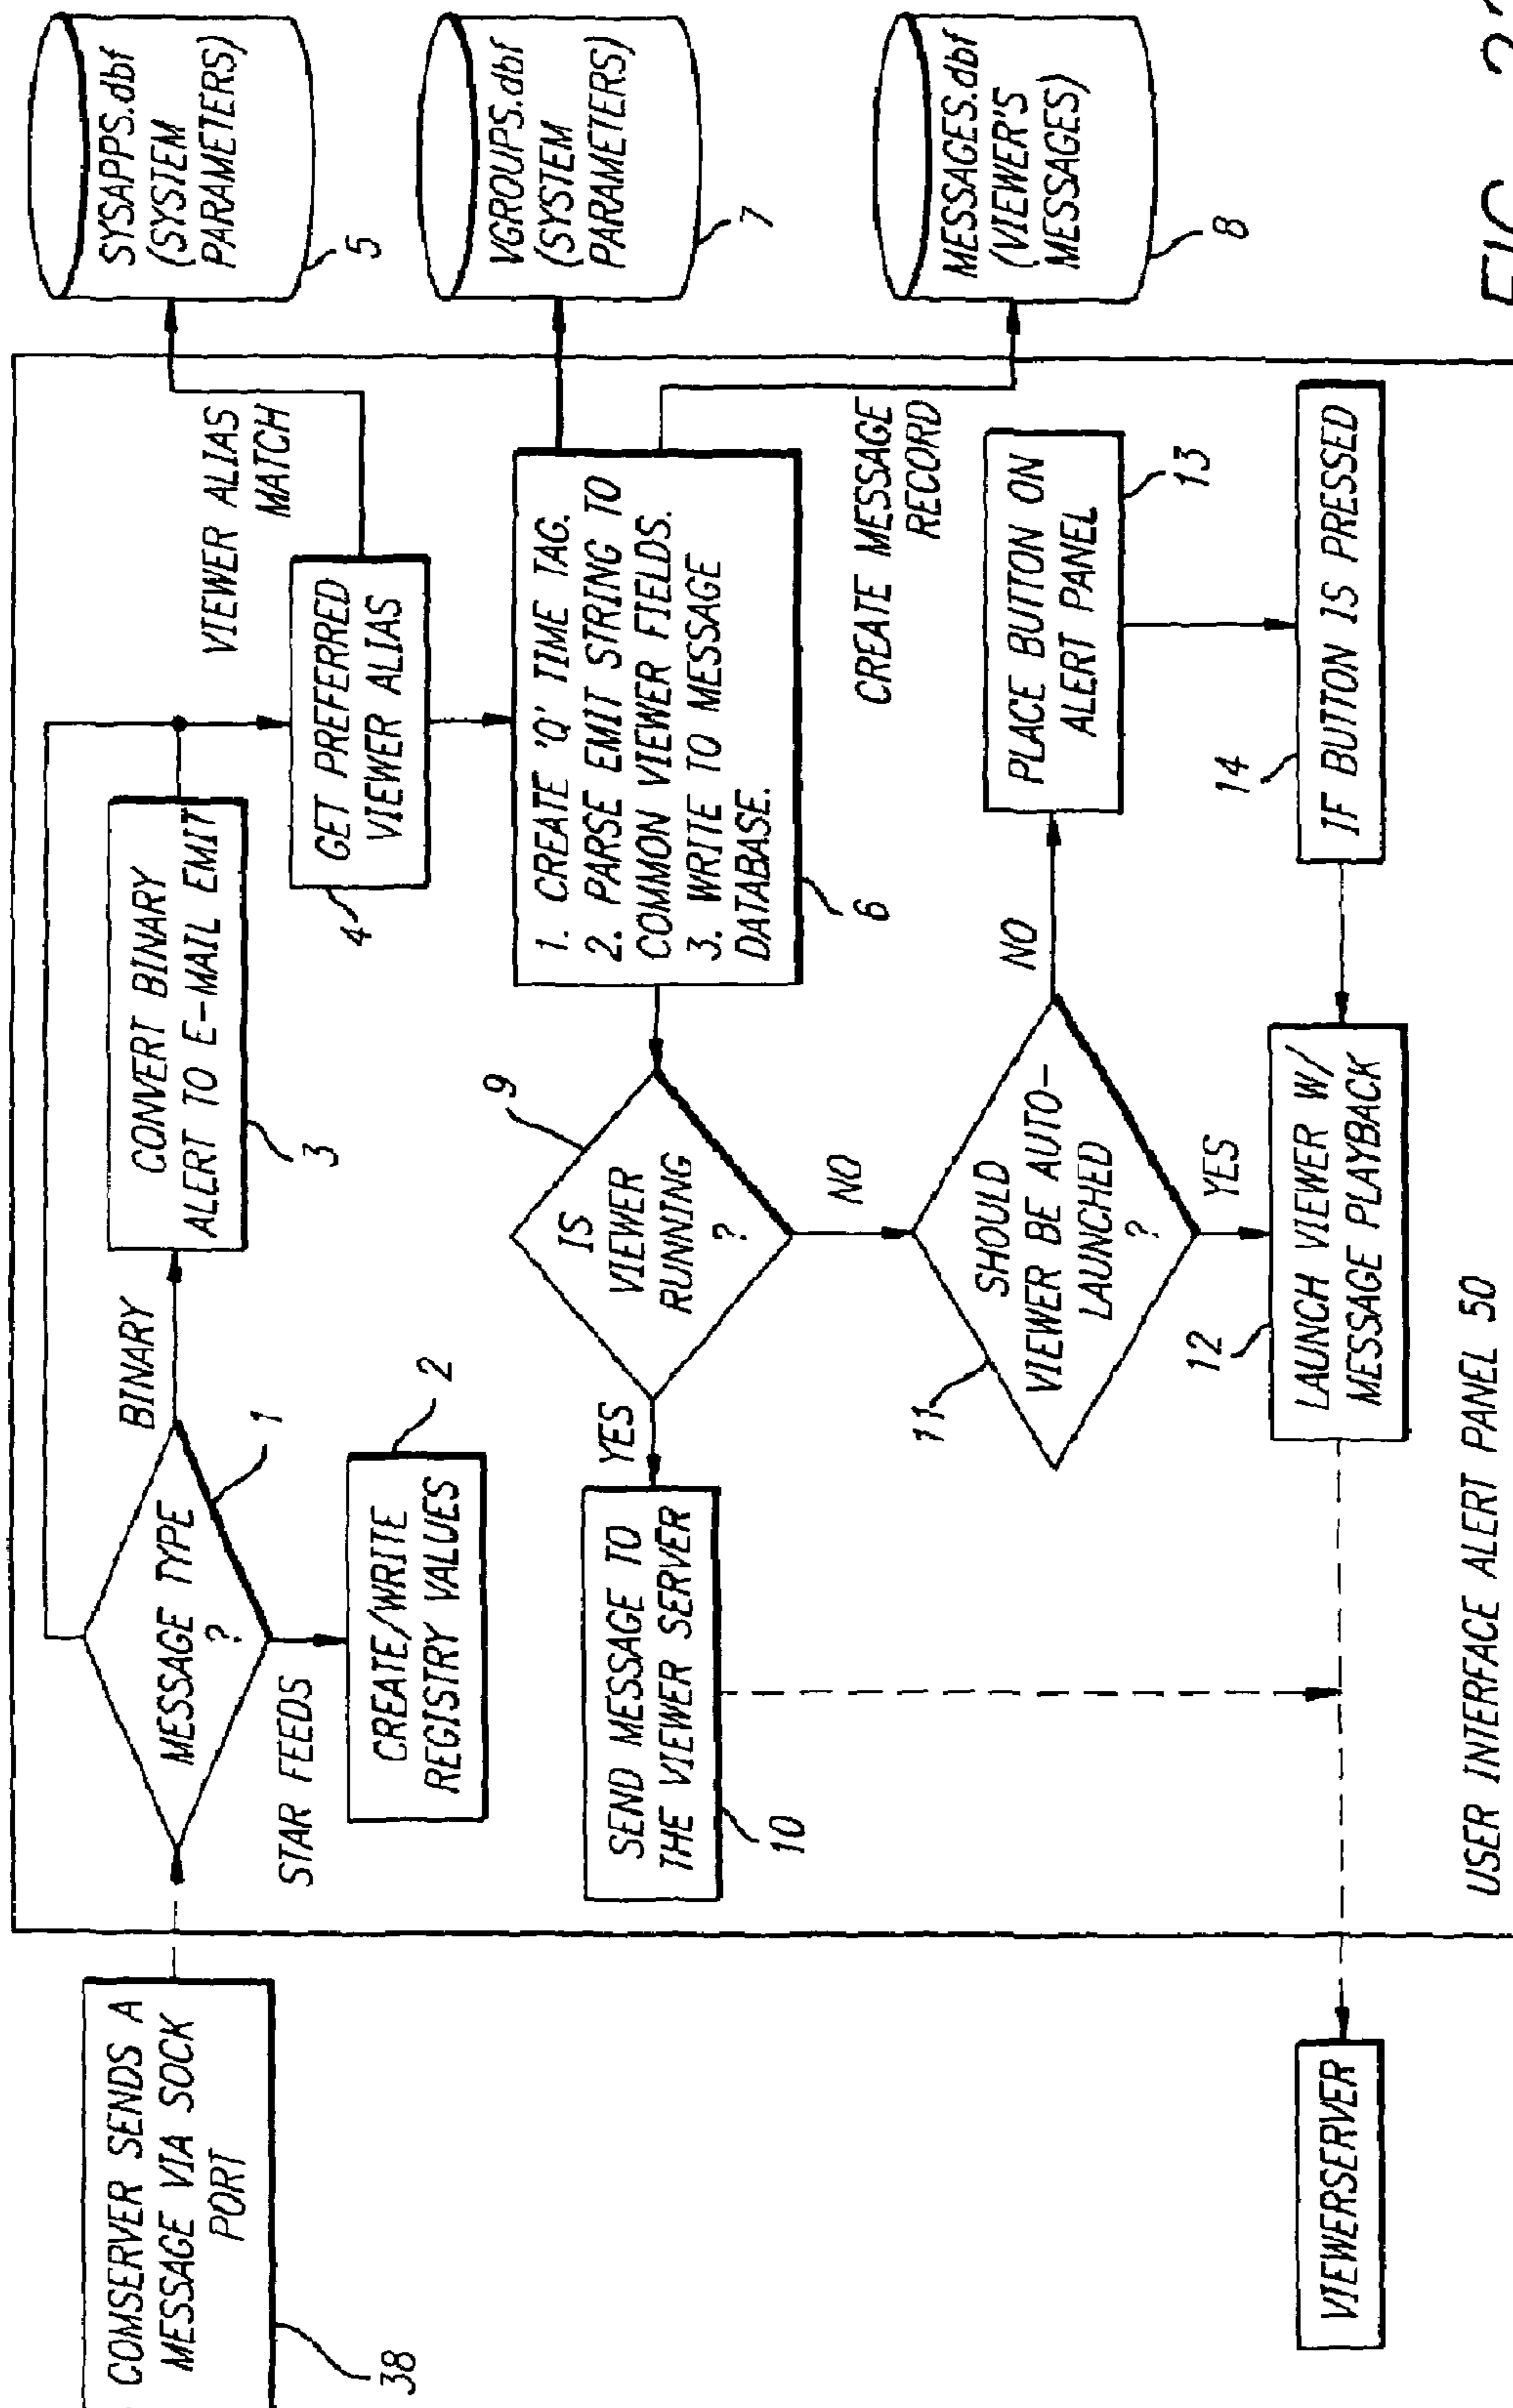 COMSERVER SENDS A
MESSAGE VIA SOCK
PORT
38
MESSAGE TYPE
?
1
BINARY
STAR FEEDS
CREATE/WRITE
REGISTRY VALUES
2
CONVERT BINARY
ALERT TO E-MAIL EMIT
3
GET PREFERRED
VIEWER ALIAS
4
VIEWER ALIAS
MATCH
SYSAPPS.dbf
(SYSTEM
PARAMETERS)
5
1. CREATE 'Q' TIME TAG.
2. PARSE EMIT STRING TO
COMMON VIEWER FIELDS.
3. WRITE TO MESSAGE
DATABASE.
6
VGROUPS.dbf
(SYSTEM
PARAMETERS)
7
CREATE MESSAGE
RECORD
MESSAGES.dbf
(VIEWER'S
MESSAGES)
8
IS
VIEWER
RUNNING
?
9
YES
SEND MESSAGE TO
THE VIEWER SERVER
10
NO
SHOULD
VIEWER BE AUTO-
LAUNCHED
?
11
NO
PLACE BUTTON ON
ALERT PANEL
13
YES
LAUNCH VIEWER W/
MESSAGE PLAYBACK
12
IF BUTTON IS PRESSED
14
VIEWERSERVER
USER INTERFACE ALERT PANEL 50